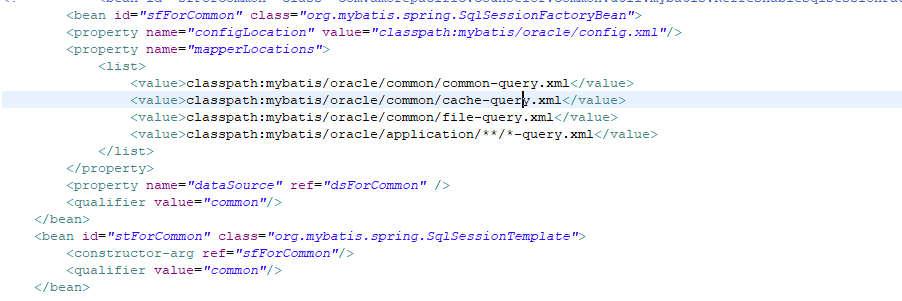 <bean id="sfForCommon" class="org.mybatis.spring.SqlSessionFactoryBean">
<property name="configLocation" value="classpath:mybatis/oracle/config.xml"/>
<property name="mapperLocations">
<list>
<value>classpath:mybatis/oracle/common/common-query.xml</value>
<value>classpath:mybatis/oracle/common/cache-query.xml</value>
<value>classpath:mybatis/oracle/common/file-query.xml</value>
<value>classpath:mybatis/oracle/application/**/*-query.xml</value>
</list>
</property>
<property name="dataSource" ref="dsForCommon" />
<qualifier value="common"/>
</bean>
<bean id="stForCommon" class="org.mybatis.spring.SqlSessionTemplate">
<constructor-arg ref="sfForCommon"/>
<qualifier value="common"/>
</bean>